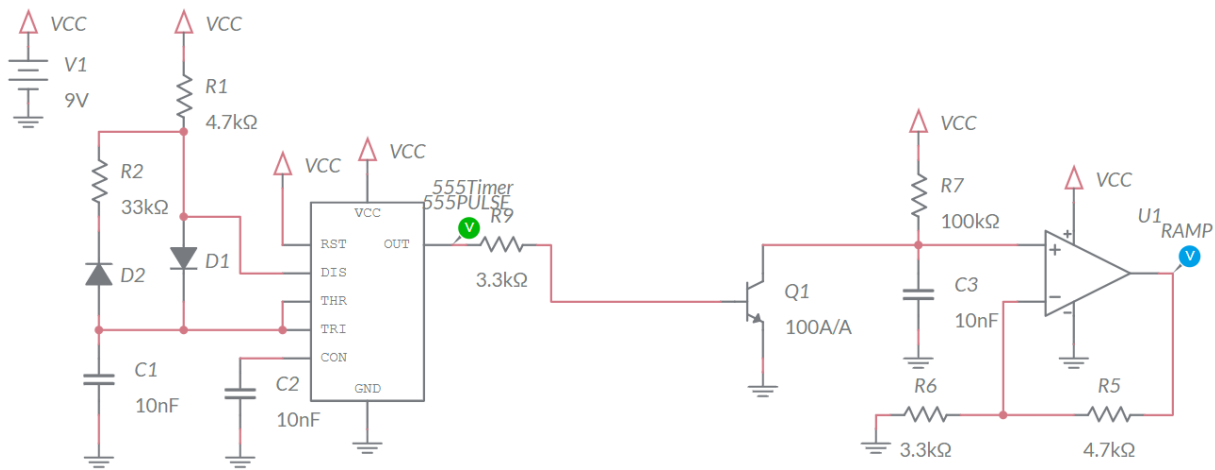 VCC
V1
9V
VCC
R1
4.7kΩ
R2
33kΩ
D2
D1
C1
10nF
C2
10nF
VCC
VCC
555Timer
555PULSE
VCC
RST
DIS
THR
TRI
CON
OUT
GND
R9
3.3kΩ
Q1
100A/A
VCC
R7
100kΩ
C3
10nF
VCC
U1
RAMP
V
V
+
+
−
−
R6
3.3kΩ
R5
4.7kΩ